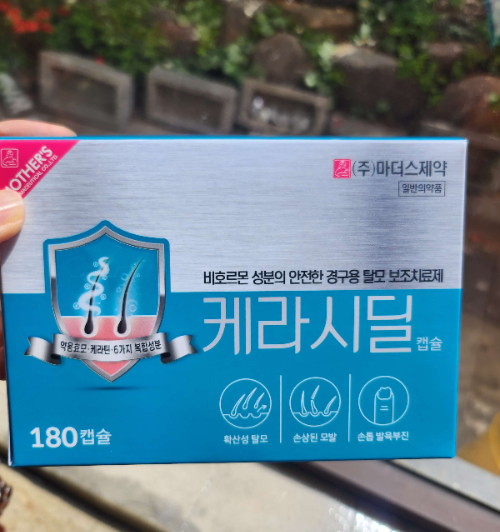 MOTHER'S
(주)마더스제약
일반의약품
비호르몬 성분의 안전한 경구용 탈모 보조치료제
케라시딜 캡슐
약용효모·케라틴·6가지 복합성분
확산성 탈모
손상된 모발
손톱 발육부진
180캡슐